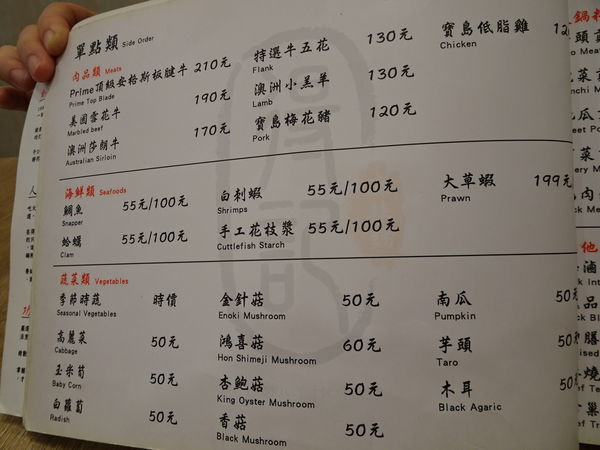 單點類 Side Order
肉品類 Meats
Prime頂級安格斯板腱牛 210元
Prime Top Blade
美國雪花牛 190元
Marbled beef
澳洲莎朗牛 170元
Australian Sirloin
特選牛五花 130元
Flank
澳洲小羔羊 130元
Lamb
寶島梅花豬 120元
Pork
寶島低脂雞
Chicken
海鮮類 Seafoods
鯛魚 55元/100元
Snapper
蛤蠣 55元/100元
Clam
白刺蝦 55元/100元
Shrimps
手工花枝漿 55元/100元
Cuttlefish Starch
大草蝦 199元
Prawn
蔬菜類 Vegetables
季節時蔬 時價
Seasonal Vegetables
高麗菜 50元
Cabbage
玉米筍 50元
Baby Corn
白蘿蔔 50元
Radish
金針菇 50元
Enoki Mushroom
鴻喜菇 60元
Hon Shimeji Mushroom
杏鮑菇 50元
King Oyster Mushroom
香菇 50元
Black Mushroom
南瓜 50
Pumpkin
芋頭 50
Taro
木耳 50
Black Agaric